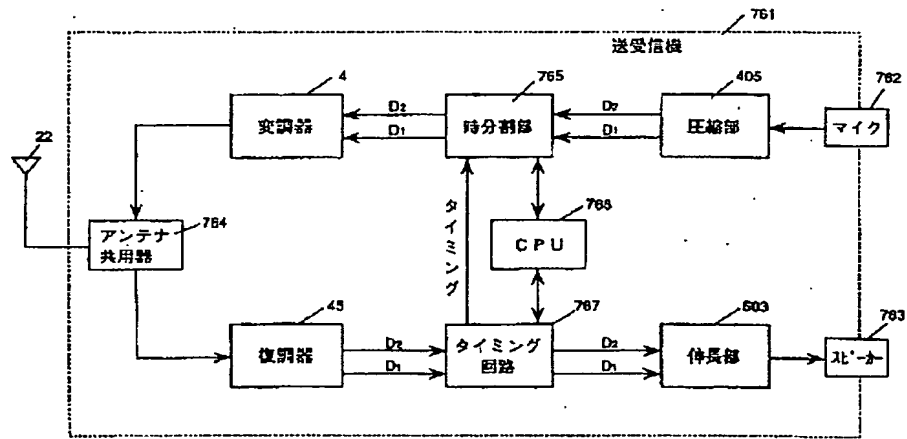 761
送受信機
4
765
405
762
変調器
D2
D1
時分割部
D2
D1
圧縮部
マイク
22
764
アンテナ
共用器
タイミング
768
CPU
45
767
503
763
復調器
D2
D1
タイミング
回路
D2
D1
伸長部
スピーカー